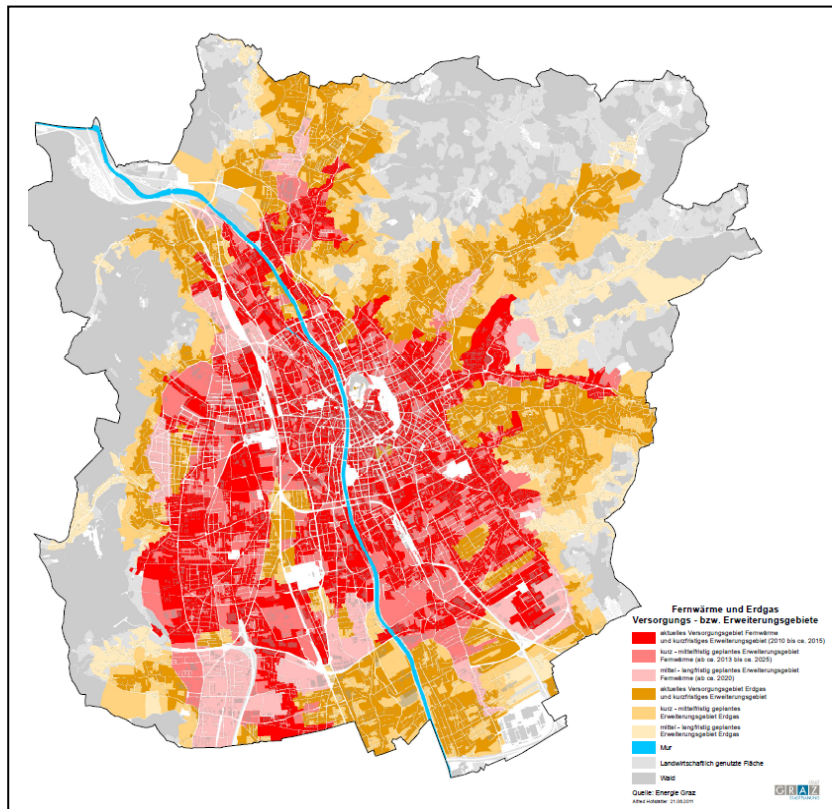 Fernwärme und Erdgas
Versorgungs - bzw. Erweiterungsgebiete
aktuelles Versorgungsgebiet Fernwärme
und kurzfristiges Erweiterungsgebiet (2010 bis ca. 2015)
kurz - mittelfristig geplantes Erweiterungsgebiet
Fernwärme (ab ca. 2013 bis ca. 2025)
mittel - langfristig geplantes Erweiterungsgebiet
Fernwärme (ab ca. 2020)
aktuelles Versorgungsgebiet Erdgas
und kurzfristiges Erweiterungsgebiet
kurz - mittelfristig geplantes
Erweiterungsgebiet Erdgas
mittel - langfristig geplantes
Erweiterungsgebiet Erdgas
Mur
Landwirtschaftlich genutzte Fläche
Wald
Quelle: Energie Graz
GRAZ